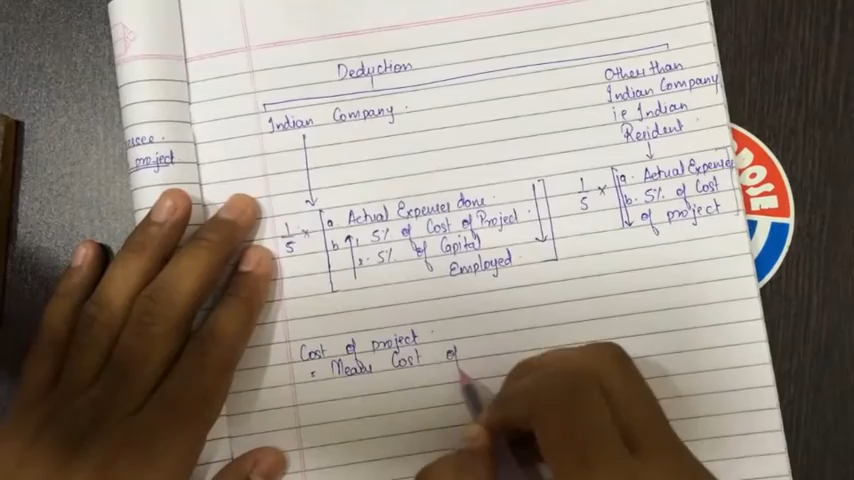 Deduction
Indian Company.
Other than
Indian Company
ie Indian
Resident
ssee.
project
1/5 × a. Actual Expenses done.
b. 1. 5% of Cost of Project
2. 5% of Capital
Employed
1/5 × a. Actual Expenses
b. 5% of Cost
of project
Cost of project
: Means Cost of
POSE